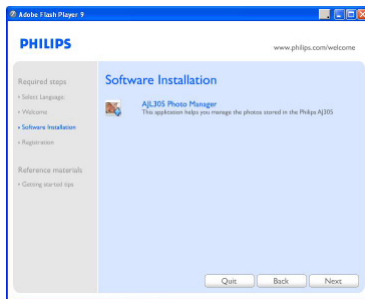 Adobe Flash Player 9
PHILIPS
www.philips.com/welcome
Required steps
Select Language
Welcome
Software Installation
Registration
Reference materials
Getting started tips
Software Installation
AJL305 Photo Manager
This application helps you manage the photos stored in the Philips AJ305
Quit
Back
Next